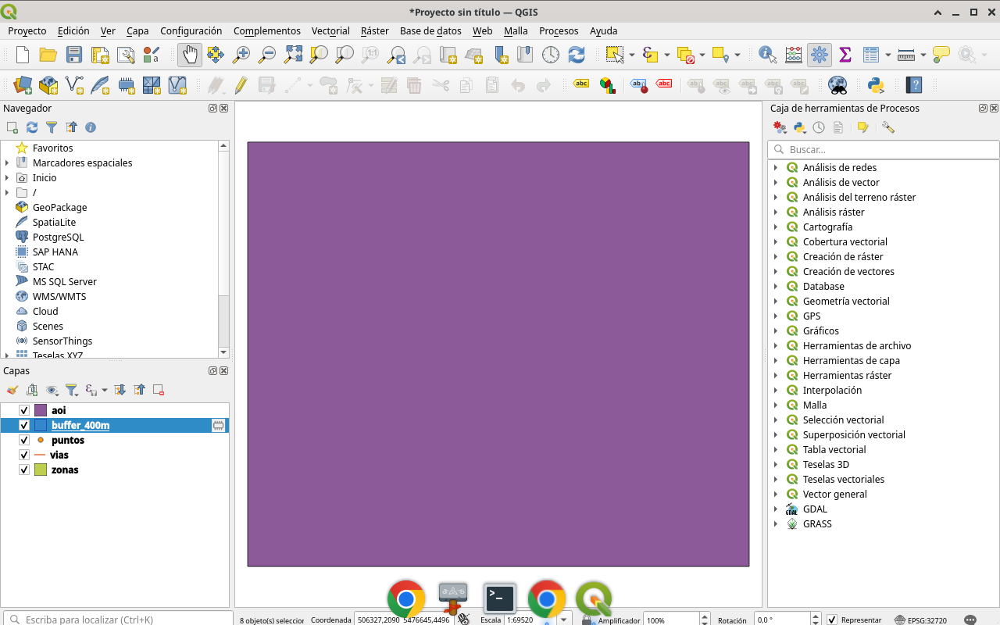 *Proyecto sin título — QGIS
Proyecto Edición Ver Capa Configuración Complementos Vectorial Ráster Base de datos Web Malla Procesos Ayuda
1:1
abc abc abc abc
Navegador
Favoritos
Marcadores espaciales
Inicio
/
GeoPackage
SpatiaLite
PostgreSQL
SAP HANA
STAC
MS SQL Server
WMS/WMTS
Cloud
Scenes
SensorThings
Teselas XYZ
Capas
aoi
buffer_400m
puntos
vias
zonas
Caja de herramientas de Procesos
Buscar...
Análisis de redes
Análisis de vector
Análisis del terreno ráster
Análisis ráster
Cartografía
Cobertura vectorial
Creación de ráster
Creación de vectores
Database
Geometría vectorial
GPS
Gráficos
Herramientas de archivo
Herramientas de capa
Herramientas ráster
Interpolación
Malla
Selección vectorial
Superposición vectorial
Tabla vectorial
Teselas 3D
Teselas vectoriales
Vector general
GDAL
GRASS
Escriba para localizar (Ctrl+K) 8 objeto(s) seleccior Coordenada 506327,2090 5476645,4496 Escala 1:69520 Amplificador 100% Rotación 0,0 ° Representar EPSG:32720